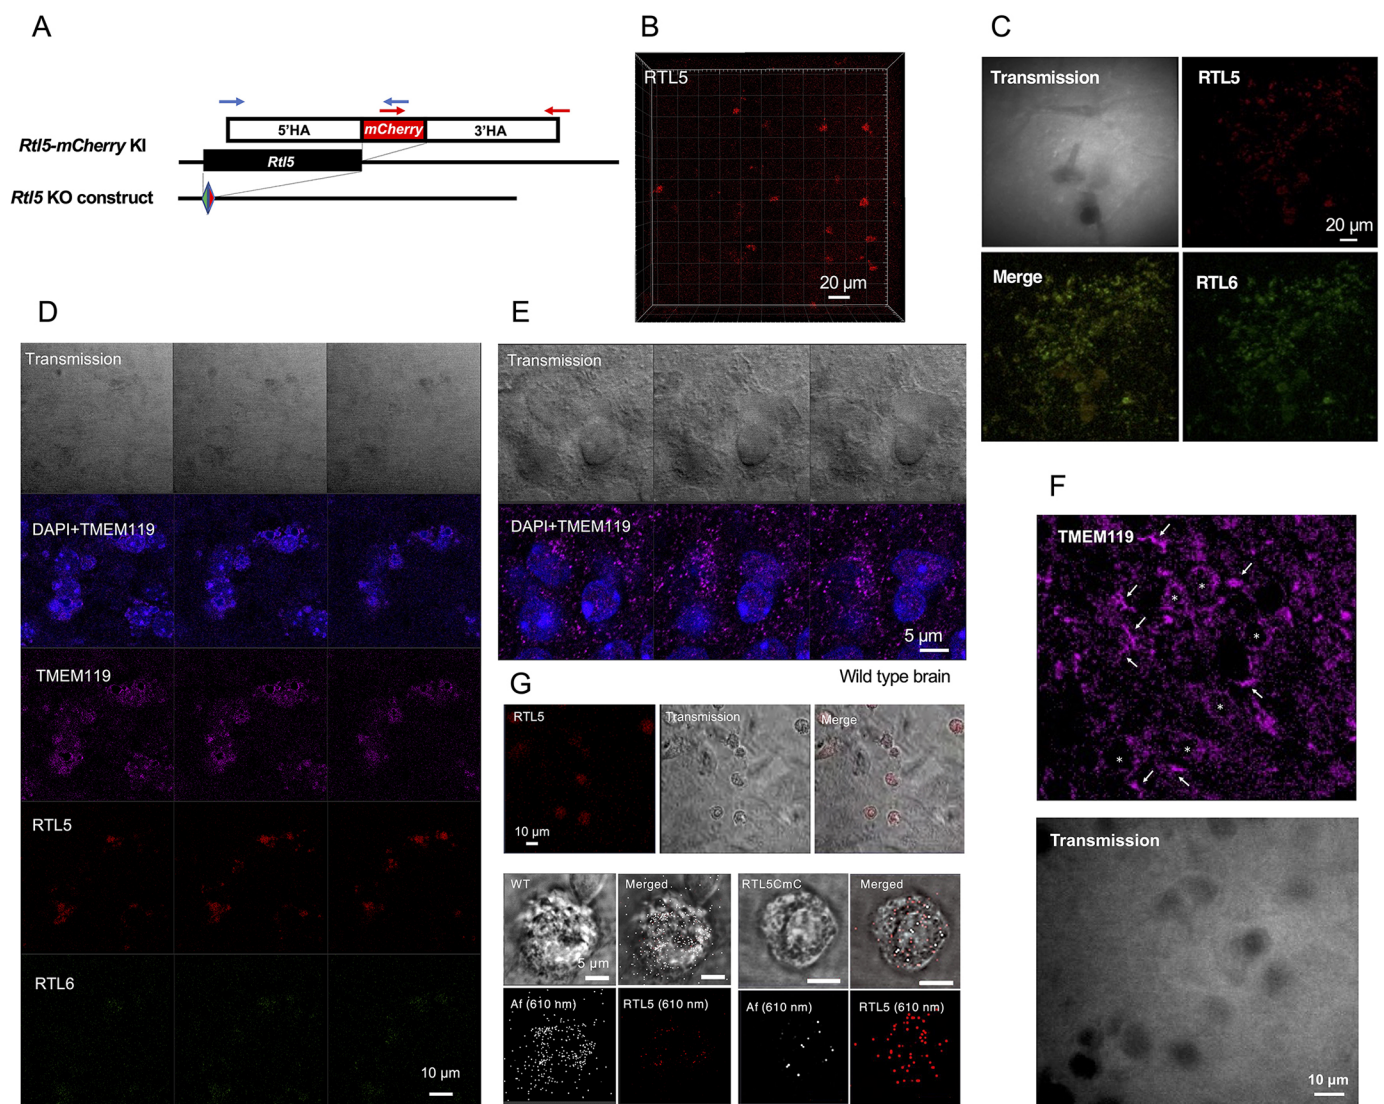 A
5'HA
mCherry
3'HA
Rtl5-mCherry KI
Rtl5
Rtl5 KO construct
B
RTL5
20 µm
C
Transmission
RTL5
20 µm
Merge
RTL6
D
Transmission
DAPI+TMEM119
TMEM119
RTL5
RTL6
10 µm
E
Transmission
DAPI+TMEM119
5 µm
Wild type brain
F
TMEM119
* * * * * *
Transmission
10 µm
G
RTL5
Transmission
Merge
10 µm
WT
Merged
RTL5CmC
Merged
5 µm
Af (610 nm)
RTL5 (610 nm)
Af (610 nm)
RTL5 (610 nm)